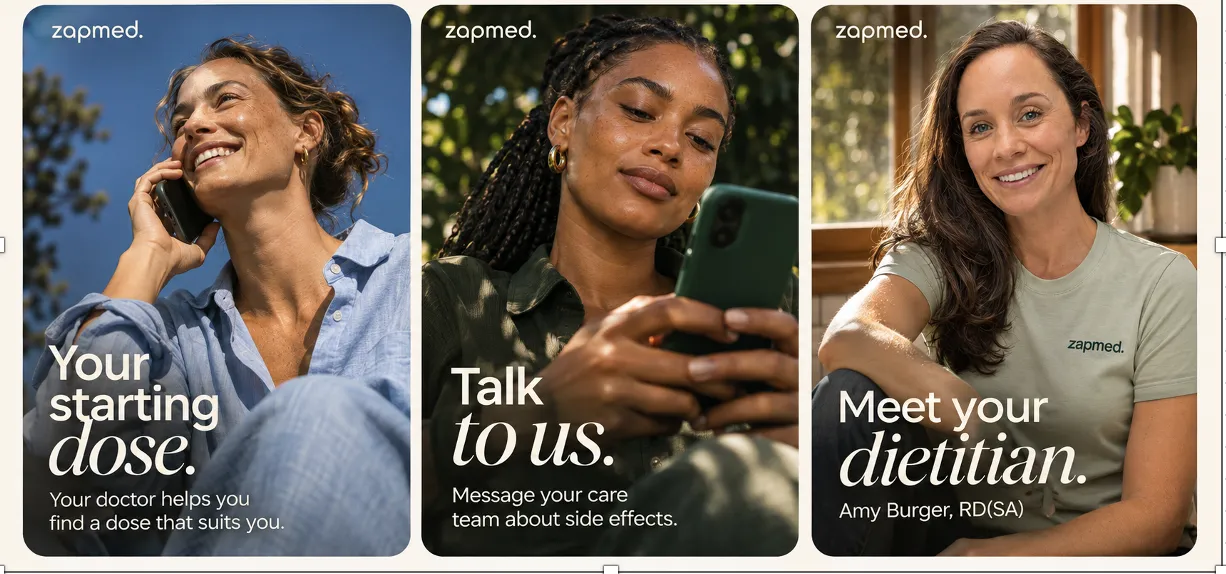 zapmed.
Your
starting
dose.
Your doctor helps you
find a dose that suits you.
zapmed.
Talk
to us.
Message your care
team about side effects.
zapmed.
zapmed.
Meet your
dietitian.
Amy Burger, RD(SA)